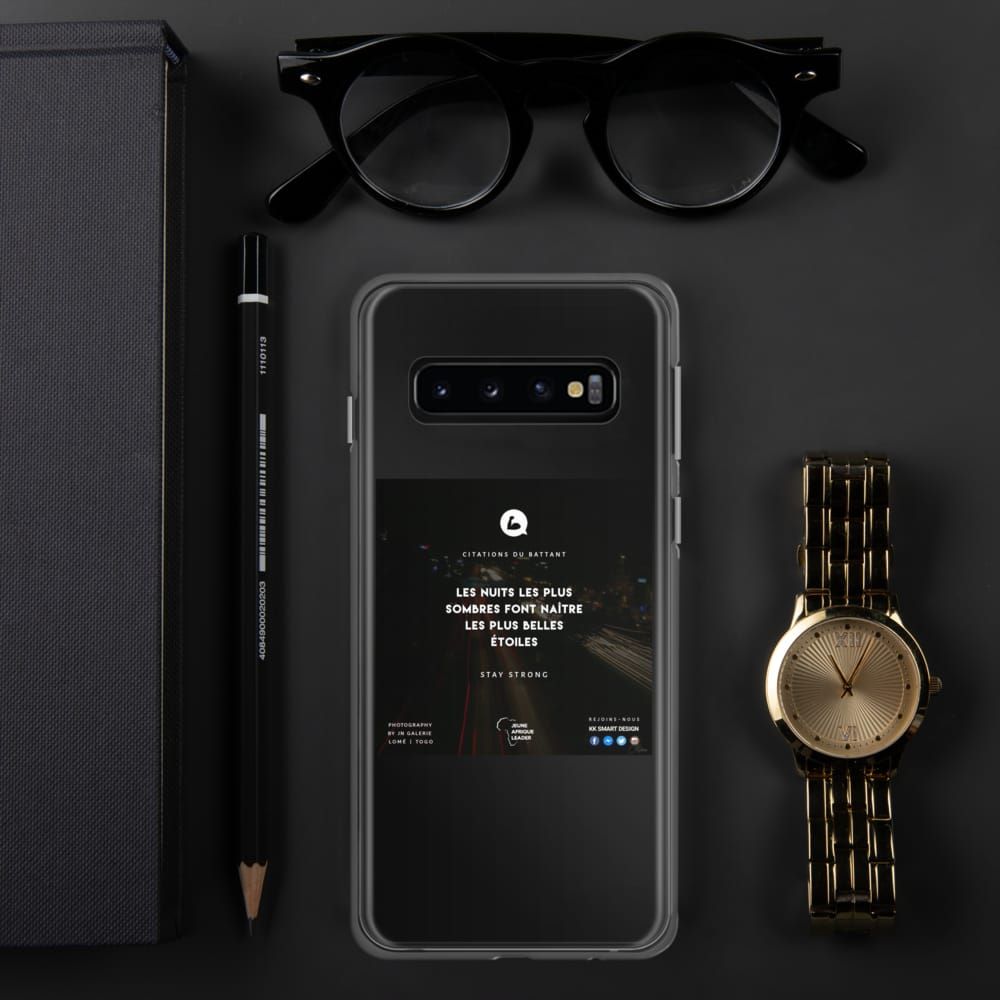 1110113
4084900020203
CITATIONS DU BATTANT
LES NUITS LES PLUS
SOMBRES FONT NAÎTRE
LES PLUS BELLES
ÉTOILES
STAY STRONG
PHOTOGRAPHY
BY JN GALERIE
LOMÉ | TOGO
JEUNE
AFRIQUE
LEADER
REJOINS-NOUS
KK SMART DESIGN
XII
VI